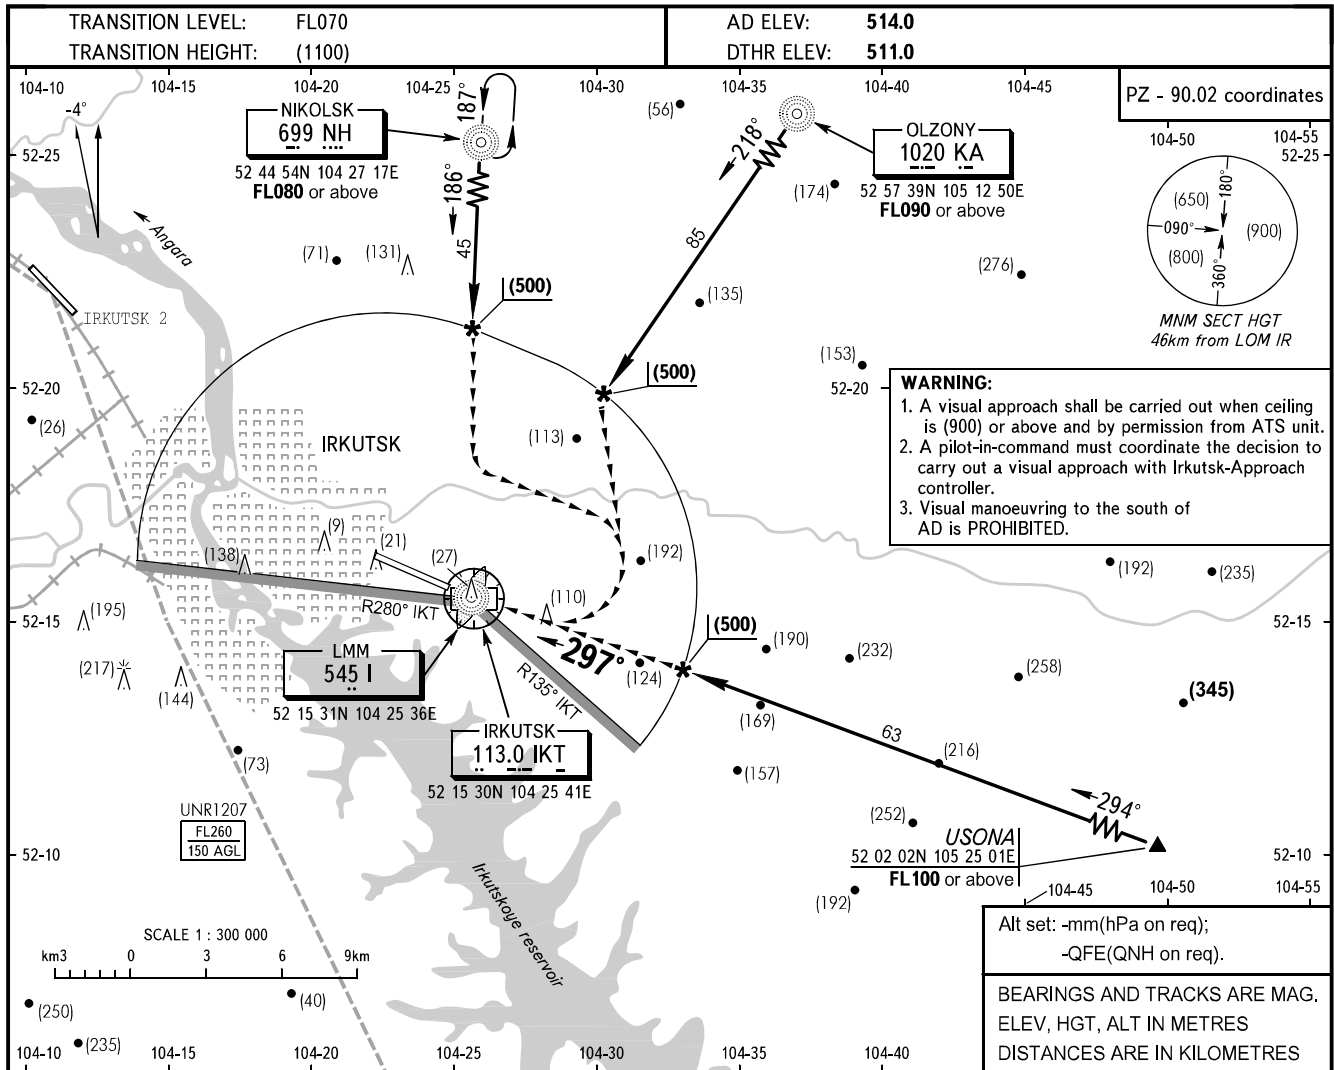 TRANSITION LEVEL: FL070
TRANSITION HEIGHT: (1100)
AD ELEV: 514.0
DTHR ELEV: 511.0
104-10 104-15 104-20 104-25 104-30 104-35 104-40 104-45
PZ - 90.02 coordinates
104-50 104-55
52-25
52-25
-4°
NIKOLSK
699 NH
52 44 54N 104 27 17E
FL080 or above
187°
186°
45
(56)
218°
85
OLZONY
1020 KA
52 57 39N 105 12 50E
FL090 or above
(174)
(650)
180°
090°
(900)
(800)
360°
MNM SECT HGT
46km from LOM IR
Angara
(71)
(131)
(276)
(500)
(135)
IRKUTSK 2
(153)
(500)
52-20
52-20
WARNING:
1. A visual approach shall be carried out when ceiling
is (900) or above and by permission from ATS unit.
2. A pilot-in-command must coordinate the decision to
carry out a visual approach with Irkutsk-Approach
controller.
3. Visual manoeuvring to the south of
AD is PROHIBITED.
(26)
IRKUTSK
(113)
(9)
(21)
(138)
(27)
(192)
(192)
(235)
(195)
R280° IKT
(110)
52-15
52-15
(500)
(190)
(232)
(258)
(217)
(144)
LMM
545 I
52 15 31N 104 25 36E
297°
(124)
R135° IKT
(345)
(169)
63
(216)
(73)
IRKUTSK
113.0 IKT
52 15 30N 104 25 41E
(157)
UNR1207
FL260
150 AGL
294°
(252)
USONA
52 02 02N 105 25 01E
FL100 or above
52-10
52-10
104-45 104-50 104-55
(192)
Irkutskoye reservoir
SCALE 1 : 300 000
km3 0 3 6 9km
Alt set: -mm(hPa on req);
-QFE(QNH on req).
(250)
(40)
(235)
BEARINGS AND TRACKS ARE MAG.
ELEV, HGT, ALT IN METRES
DISTANCES ARE IN KILOMETRES
104-10 104-15 104-20 104-25 104-30 104-35 104-40